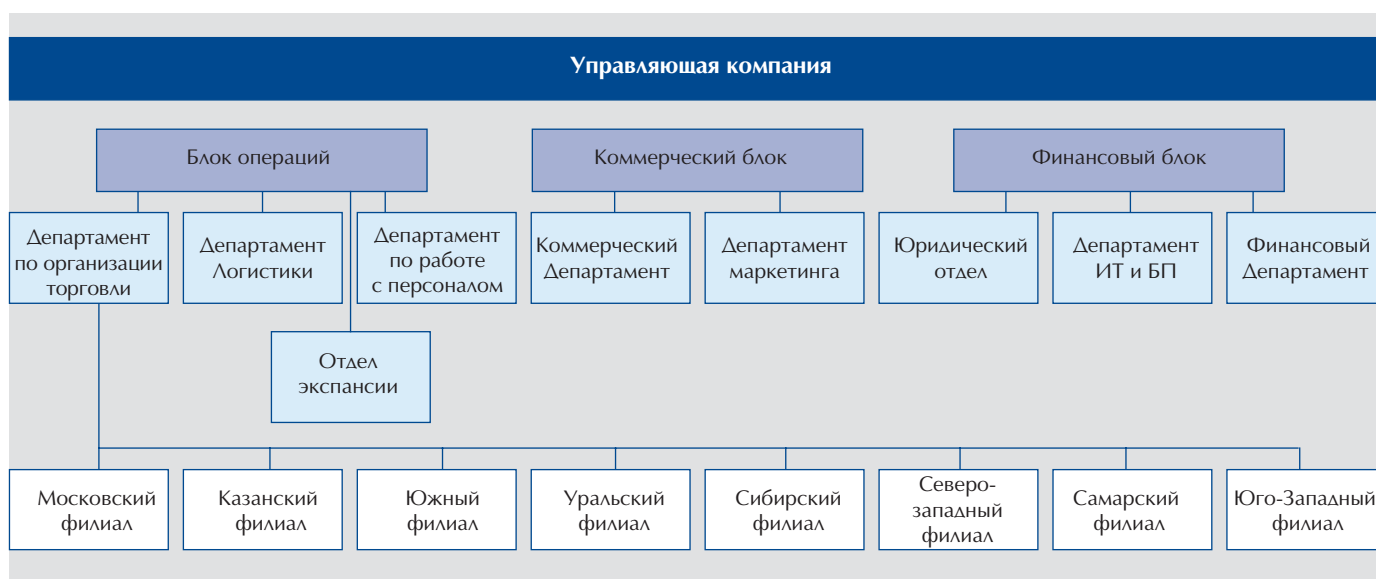 Управляющая компания
Блок операций
Коммерческий блок
Финансовый блок
Департамент
по организации
торговли
Департамент
Логистики
Департамент
по работе
с персоналом
Коммерческий
Департамент
Департамент
маркетинга
Юридический
отдел
Департамент
ИТ и БП
Финансовый
Департамент
Отдел
экспансии
Московский
филиал
Казанский
филиал
Южный
филиал
Уральский
филиал
Сибирский
филиал
Северо-
западный
филиал
Самарский
филиал
Юго-Западный
филиал